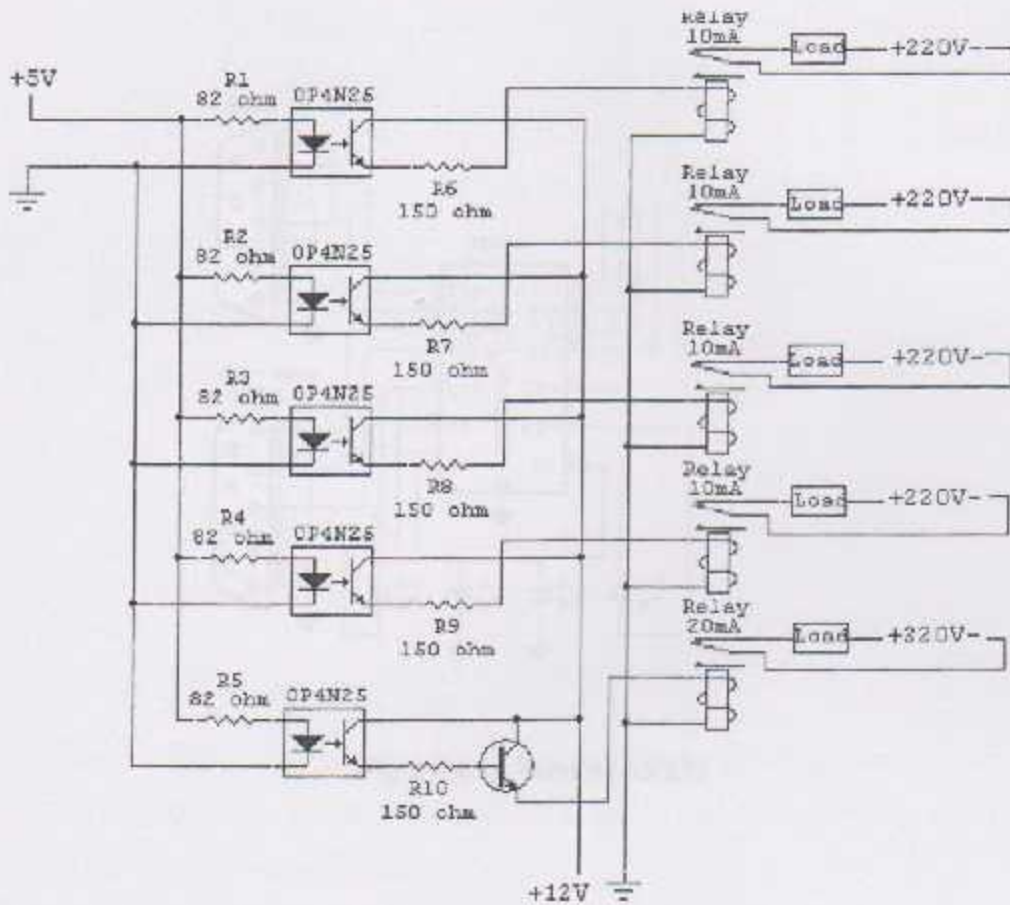 Relay
10mA
Load
+220V-
+5V
R1
82 ohm
OP4N25
R6
150 ohm
Relay
10mA
Load
+220V-
R2
82 ohm
OP4N25
R7
150 ohm
Relay
10mA
Load
+220V-
R3
82 ohm
OP4N25
R8
150 ohm
Relay
10mA
Load
+220V-
R4
82 ohm
OP4N25
R9
150 ohm
Relay
20mA
Load
+320V-
R5
82 ohm
OP4N25
R10
150 ohm
+12V